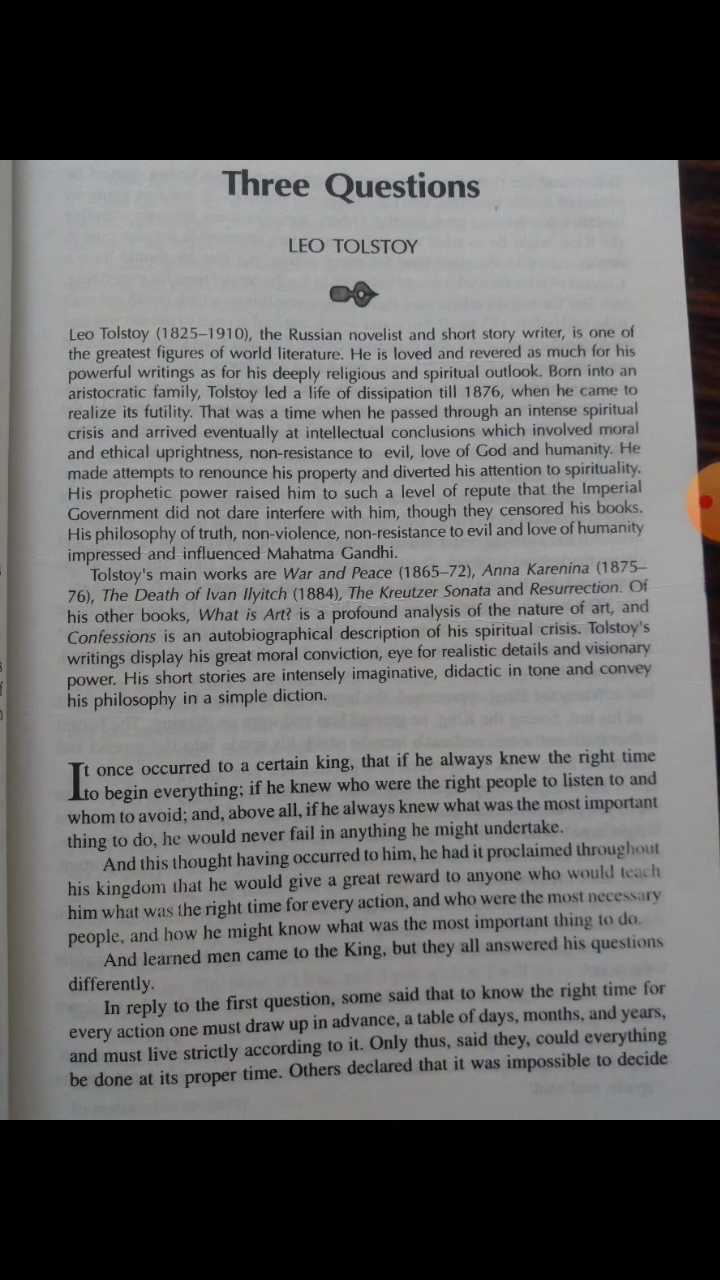 Three Questions
LEO TOLSTOY
Leo Tolstoy (1825–1910), the Russian novelist and short story writer, is one of
the greatest figures of world literature. He is loved and revered as much for his
powerful writings as for his deeply religious and spiritual outlook. Born into an
aristocratic family, Tolstoy led a life of dissipation till 1876, when he came to
realize its futility. That was a time when he passed through an intense spiritual
crisis and arrived eventually at intellectual conclusions which involved moral
and ethical uprightness, non-resistance to evil, love of God and humanity. He
made attempts to renounce his property and diverted his attention to spirituality.
His prophetic power raised him to such a level of repute that the Imperial
Government did not dare interfere with him, though they censored his books.
His philosophy of truth, non-violence, non-resistance to evil and love of humanity
impressed and influenced Mahatma Gandhi.
Tolstoy's main works are War and Peace (1865–72), Anna Karenina (1875–
76), The Death of Ivan Ilyitch (1884), The Kreutzer Sonata and Resurrection. Of
his other books, What is Art? is a profound analysis of the nature of art, and
Confessions is an autobiographical description of his spiritual crisis. Tolstoy's
writings display his great moral conviction, eye for realistic details and visionary
power. His short stories are intensely imaginative, didactic in tone and convey
his philosophy in a simple diction.
It once occurred to a certain king, that if he always knew the right time
to begin everything; if he knew who were the right people to listen to and
whom to avoid; and, above all, if he always knew what was the most important
thing to do, he would never fail in anything he might undertake.
And this thought having occurred to him, he had it proclaimed throughout
his kingdom that he would give a great reward to anyone who would teach
him what was the right time for every action, and who were the most necessary
people, and how he might know what was the most important thing to do.
And learned men came to the King, but they all answered his questions
differently.
In reply to the first question, some said that to know the right time for
every action one must draw up in advance, a table of days, months, and years,
and must live strictly according to it. Only thus, said they, could everything
be done at its proper time. Others declared that it was impossible to decide